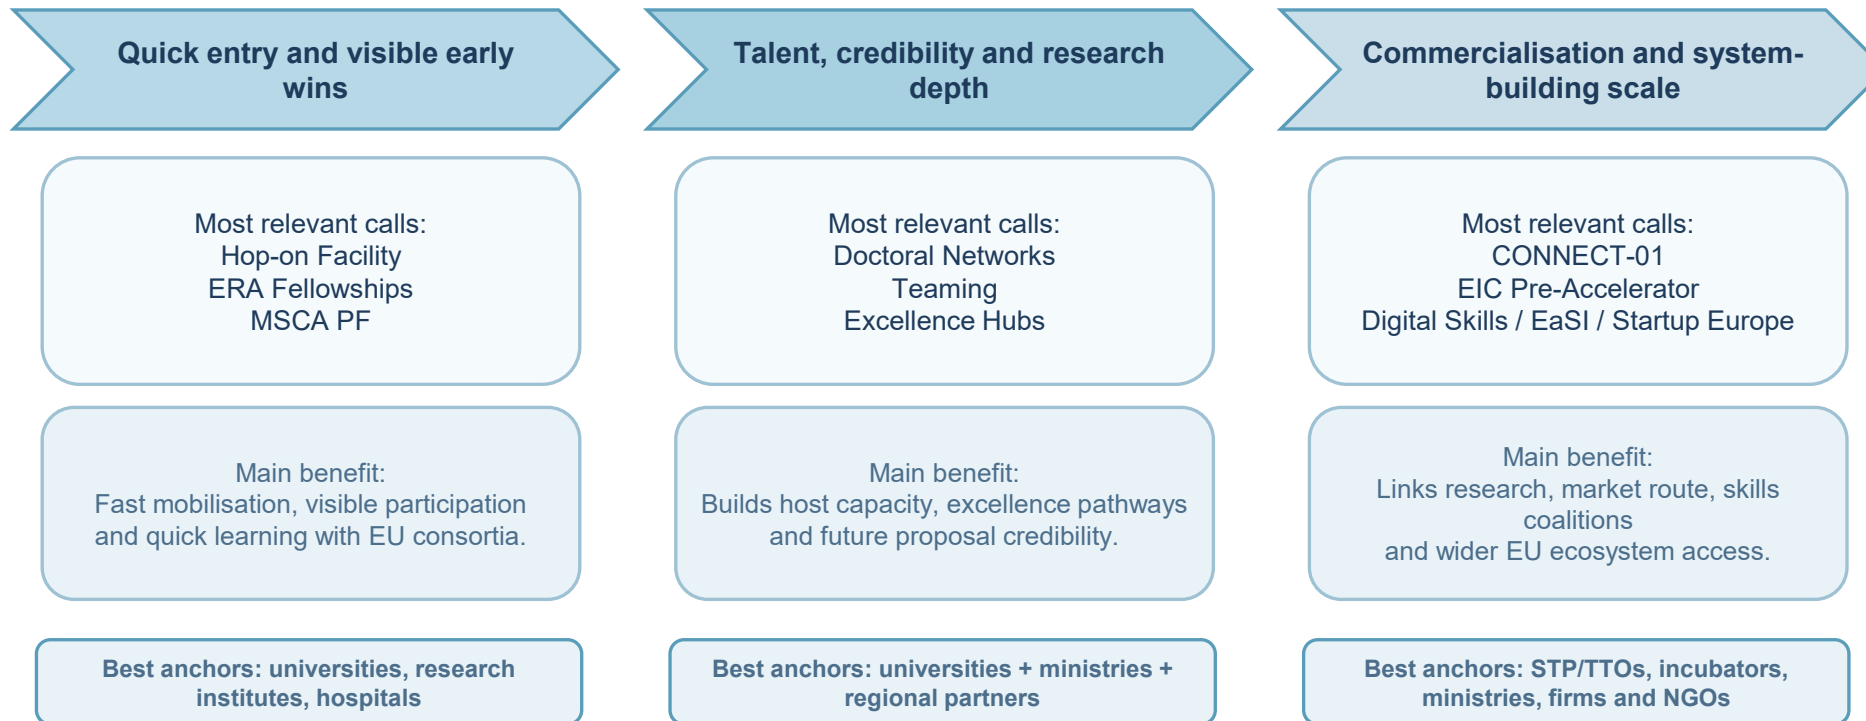 Quick entry and visible early
wins
Most relevant calls:
Hop-on Facility
ERA Fellowships
MSCA PF
Main benefit:
Fast mobilisation, visible participation
and quick learning with EU consortia.
Best anchors: universities, research
institutes, hospitals
Talent, credibility and research
depth
Most relevant calls:
Doctoral Networks
Teaming
Excellence Hubs
Main benefit:
Builds host capacity, excellence pathways
and future proposal credibility.
Best anchors: universities + ministries +
regional partners
Commercialisation and system-
building scale
Most relevant calls:
CONNECT-01
EIC Pre-Accelerator
Digital Skills / EaSI / Startup Europe
Main benefit:
Links research, market route, skills
coalitions
and wider EU ecosystem access.
Best anchors: STP/TTOs, incubators,
ministries, firms and NGOs